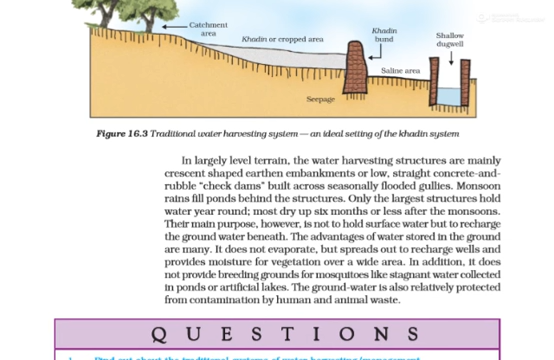 Catchment
area
Khadin or cropped area
Khadin
bund
Shallow
dugwell
Saline area
Seepage
Figure 16.3 Traditional water harvesting system — an ideal setting of the khadin system
In largely level terrain, the water harvesting structures are mainly
crescent shaped earthen embankments or low, straight concrete-and-
rubble "check dams" built across seasonally flooded gullies. Monsoon
rains fill ponds behind the structures. Only the largest structures hold
water year round; most dry up six months or less after the monsoons.
Their main purpose, however, is not to hold surface water but to recharge
the ground water beneath. The advantages of water stored in the ground
are many. It does not evaporate, but spreads out to recharge wells and
provides moisture for vegetation over a wide area. In addition, it does
not provide breeding grounds for mosquitoes like stagnant water collected
in ponds or artificial lakes. The ground-water is also relatively protected
from contamination by human and animal waste.
QUESTIONS